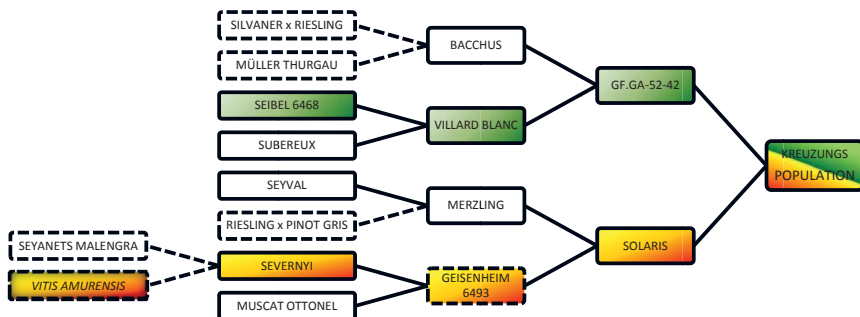 SILVANER x RIESLING
MÜLLER THURGAU
BACCHUS
SEIBEL 6468
SUBEREUX
VILLARD BLANC
GF.GA-52-42
KREUZUNGS
POPULATION
SEYVAL
RIESLING x PINOT GRIS
MERZLING
SEYANETS MALENGRA
VITIS AMURENSIS
SEVERNYI
MUSCAT OTTONEL
GEISENHEIM
6493
SOLARIS